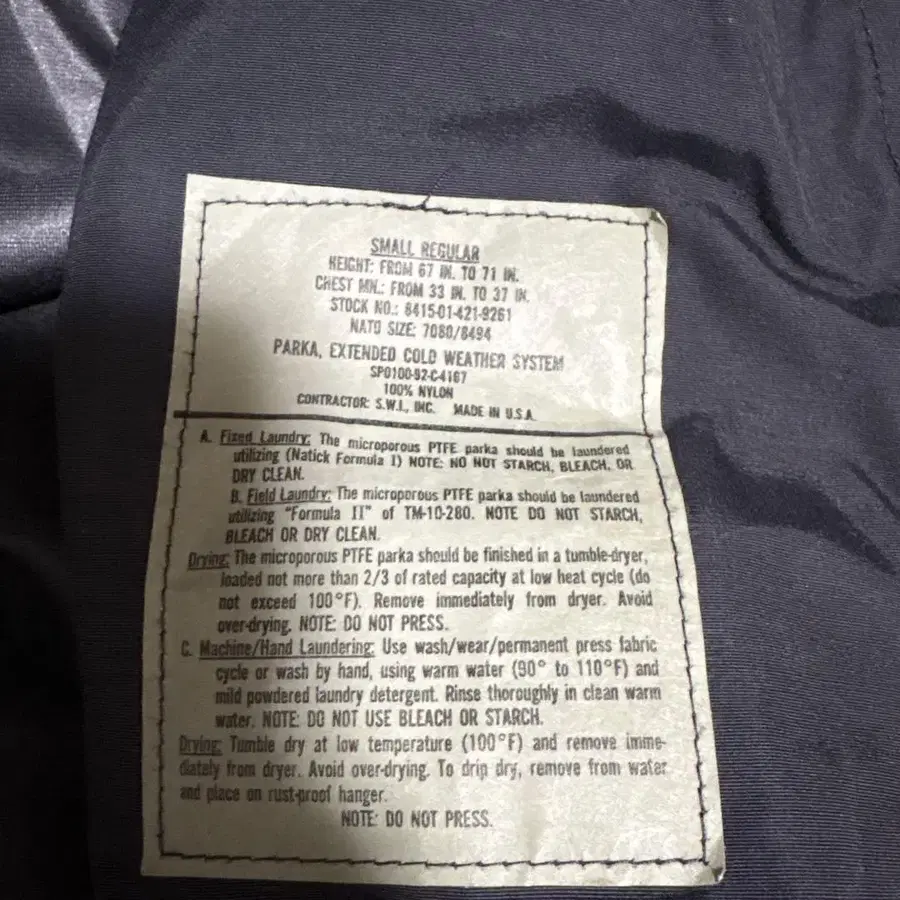 SMALL REGULAR
HEIGHT: FROM 67 IN. TO 71 IN.
CHEST MN.: FROM 33 IN. TO 37 IN.
STOCK NO.: 8415-01-421-9261
NATO SIZE: 7080/8494
PARKA, EXTENDED COLD WEATHER SYSTEM
SPO100-92-C-4167
100% NYLON
CONTRACTOR: S.W.I., INC. MADE IN U.S.A.
A. Fixed Laundry: The microporous PTFE parka should be laundered
utilizing (Natick Formula I) NOTE: NO NOT STARCH, BLEACH, OR
DRY CLEAN.
B. Field Laundry: The microporous PTFE parka should be laundered
utilizing "Formula II" of TM-10-280. NOTE DO NOT STARCH,
BLEACH OR DRY CLEAN.
Drying: The microporous PTFE parka should be finished in a tumble-dryer,
loaded not more than 2/3 of rated capacity at low heat cycle (do
not exceed 100°F). Remove immediately from dryer. Avoid
over-drying. NOTE: DO NOT PRESS.
C. Machine/Hand Laundering: Use wash/wear/permanent press fabric
cycle or wash by hand, using warm water (90° to 110°F) and
mild powdered laundry detergent. Rinse thoroughly in clean warm
water. NOTE: DO NOT USE BLEACH OR STARCH.
Drying: Tumble dry at low temperature (100°F) and remove imme-
diately from dryer. Avoid over-drying. To drip dry, remove from water
and place on rust-proof hanger.
NOTE: DO NOT PRESS.